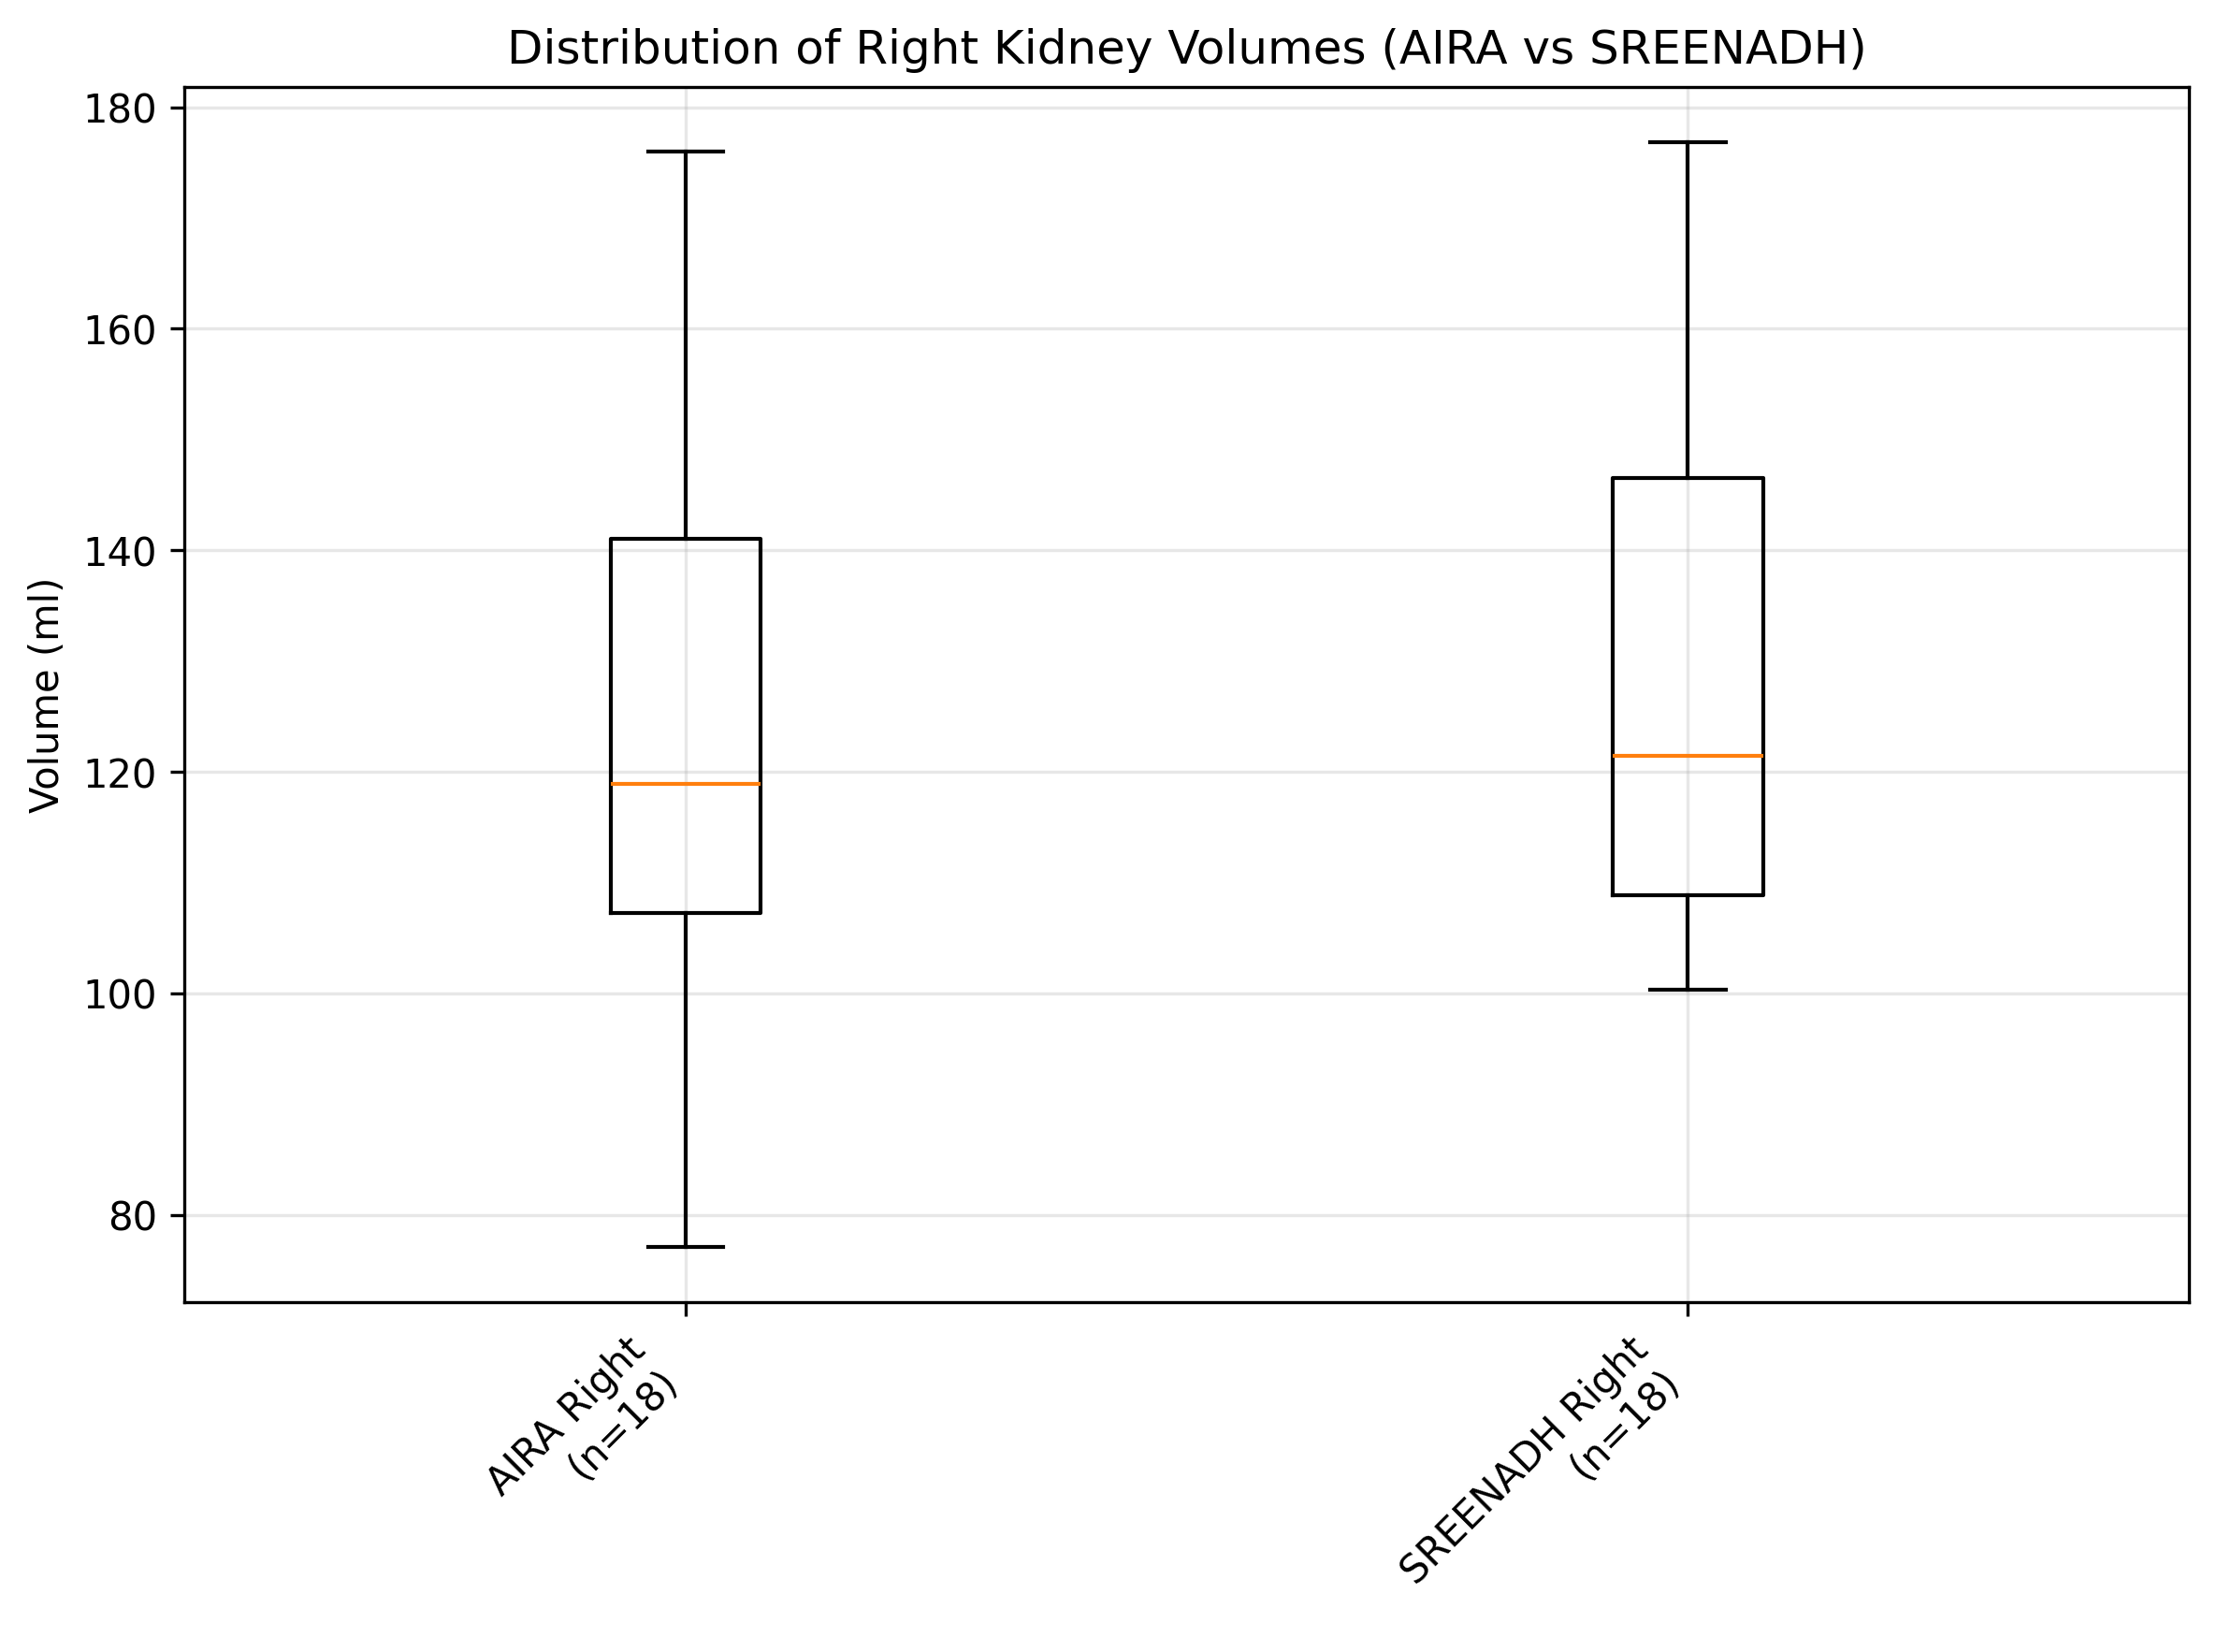 Distribution of Right Kidney Volumes (AIRA vs SREENADH)
180
160
140
120
100
80
Volume (ml)
AIRA Right
(n=18)
SREENADH Right
(n=18)